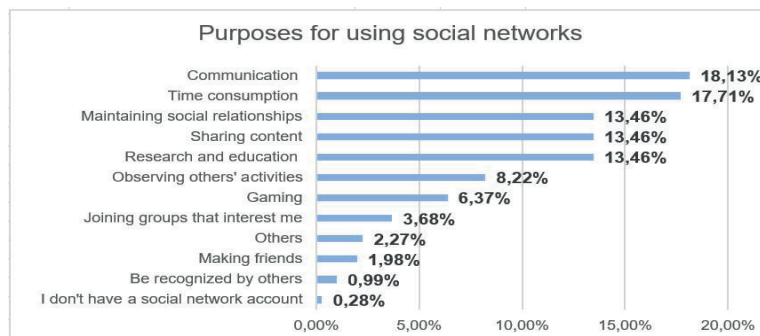 Purposes for using social networks
Communication 18,13%
Time consumption 17,71%
Maintaining social relationships 13,46%
Sharing content 13,46%
Research and education 13,46%
Observing others' activities 8,22%
Gaming 6,37%
Joining groups that interest me 3,68%
Others 2,27%
Making friends 1,98%
Be recognized by others 0,99%
I don't have a social network account 0,28%
0,00% 5,00% 10,00% 15,00% 20,00%